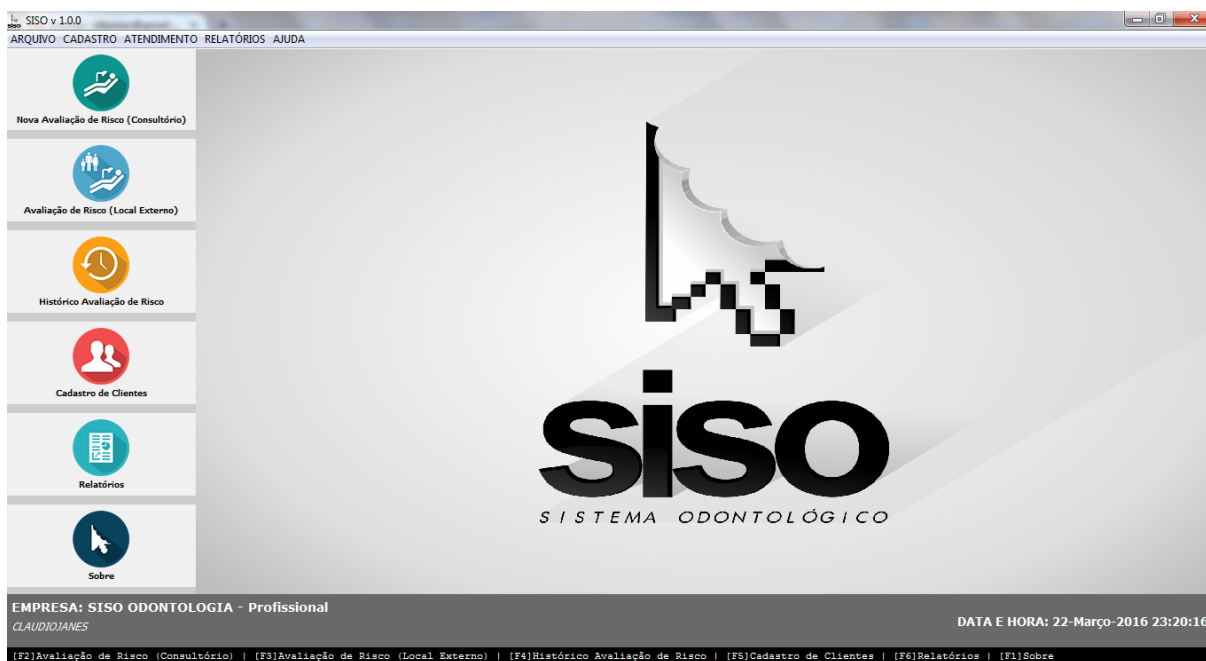 SISO v 1.0.0
ARQUIVO CADASTRO ATENDIMENTO RELATÓRIOS AJUDA
Nova Avaliação de Risco (Consultório)
Avaliação de Risco (Local Externo)
Histórico Avaliação de Risco
Cadastro de Clientes
Relatórios
Sobre
siso
SISTEMA ODONTOLÓGICO
EMPRESA: SISO ODONTOLOGIA - Profissional
CLAUDIOJANES
DATA E HORA: 22-Março-2016 23:20:16
[F2]Avaliação de Risco (Consultório) | [F3]Avaliação de Risco (Local Externo) | [F4]Histórico Avaliação de Risco | [F5]Cadastro de Clientes | [F6]Relatórios | [F1]Sobre